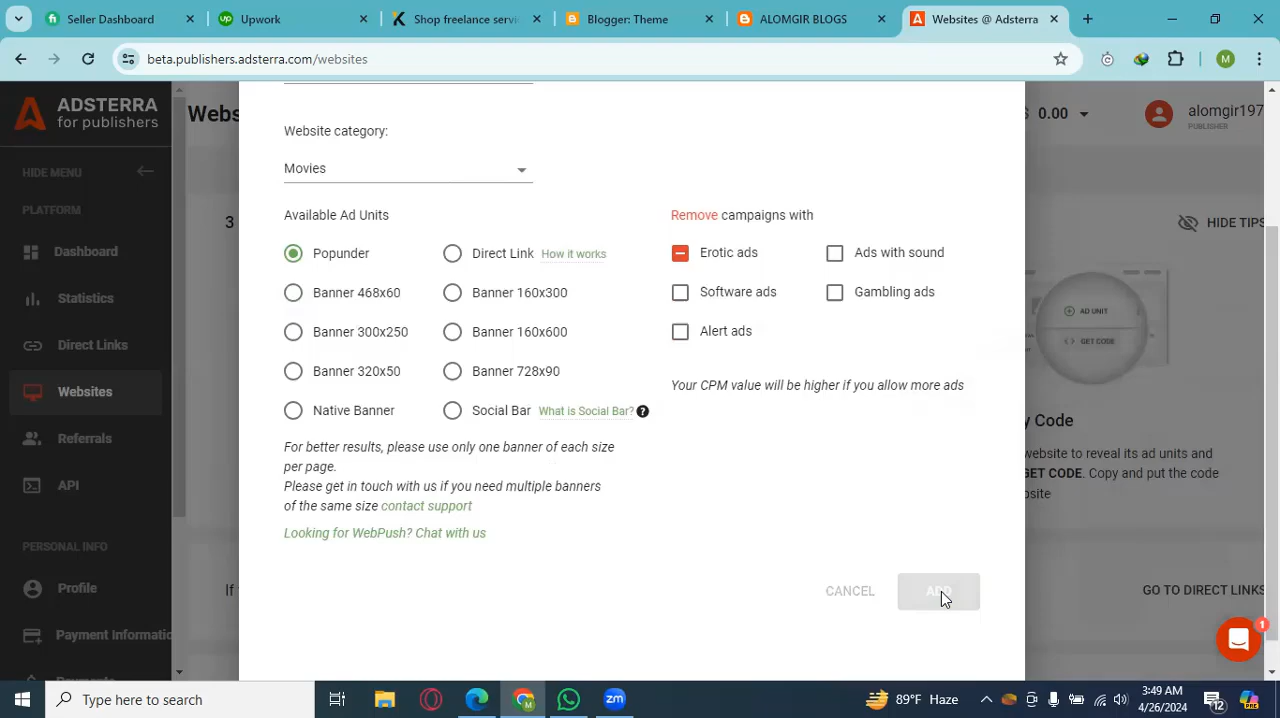 Seller Dashboard
Upwork
Shop freelance servi
Blogger: Theme
ALOMGIR BLOGS
Websites @ Adsterra
beta.publishers.adsterra.com/websites
M
ADSTERRA
for publishers
HIDE MENU
PLATFORM
Dashboard
Statistics
Direct Links
Websites
Referrals
API
PERSONAL INFO
Profile
Payment Informatic
Webs
0.00
alomgir197
PUBLISHER
3
HIDE TIPS
AD UNIT
GET CODE
y Code
website to reveal its ad units and
GET CODE. Copy and put the code
bsite
If
GO TO DIRECT LINKS
Website category:
Movies
Available Ad Units
Popunder
Direct Link How it works
Banner 468x60
Banner 160x300
Banner 300x250
Banner 160x600
Banner 320x50
Banner 728x90
Native Banner
Social Bar What is Social Bar? ?
For better results, please use only one banner of each size
per page.
Please get in touch with us if you need multiple banners
of the same size contact support
Looking for WebPush? Chat with us
Remove campaigns with
Erotic ads
Ads with sound
Software ads
Gambling ads
Alert ads
Your CPM value will be higher if you allow more ads
CANCEL
ADD
1
Type here to search
zm
89°F Haze
3:49 AM
4/26/2024
12